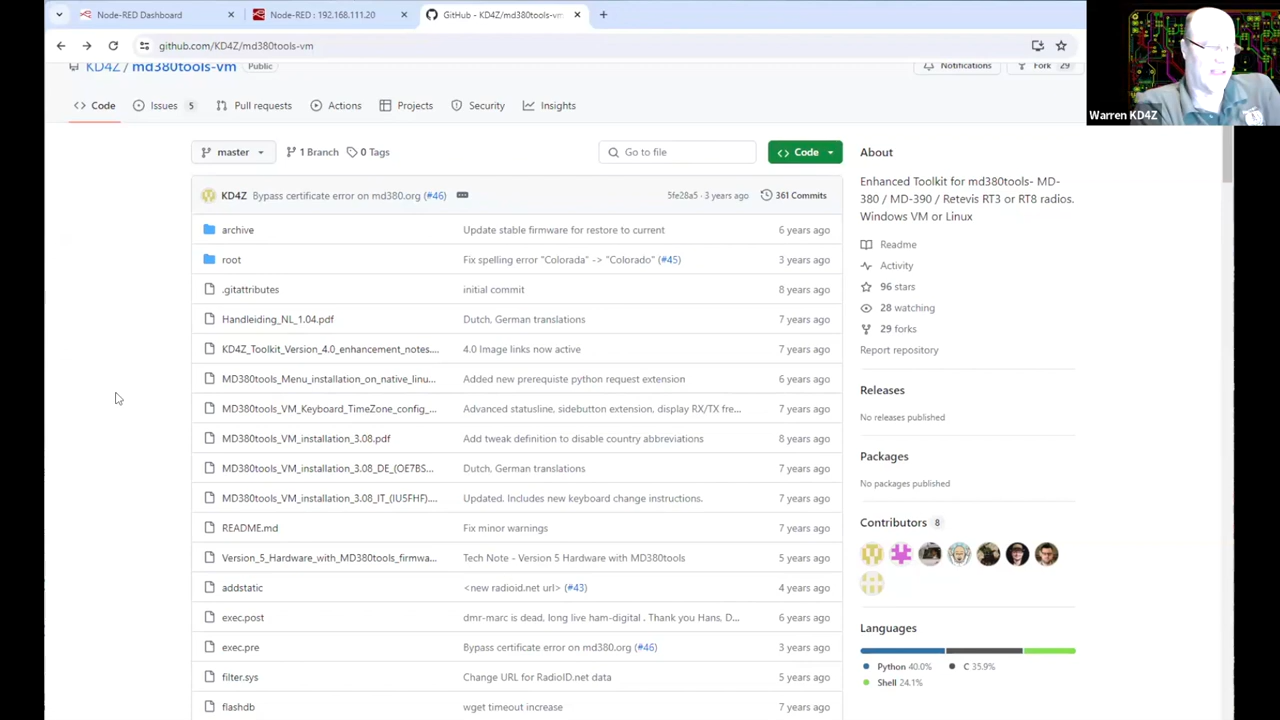 Node-RED Dashboard
Node-RED : 192.168.111.20
GitHub - KD4Z/md380tools-vm
github.com/KD4Z/md380tools-vm
Warren KD4Z
KD4Z / md380tools-vm Public
Notifications
Fork 29
Code
Issues 5
Pull requests
Actions
Projects
Security
Insights
master
1 Branch
0 Tags
Go to file
Code
KD4Z Bypass certificate error on md380.org (#46)
5fe28a5 · 3 years ago
361 Commits
archive Update stable firmware for restore to current 6 years ago
root Fix spelling error "Colorada" -> "Colorado" (#45) 3 years ago
.gitattributes initial commit 8 years ago
Handleiding_NL_1.04.pdf Dutch, German translations 7 years ago
KD4Z_Toolkit_Version_4.0_enhancement_notes.... 4.0 Image links now active 7 years ago
MD380tools_Menu_installation_on_native_linu... Added new prerequiste python request extension 6 years ago
MD380tools_VM_Keyboard_TimeZone_config_... Advanced statusline, sidebutton extension, display RX/TX fre... 7 years ago
MD380tools_VM_installation_3.08.pdf Add tweak definition to disable country abbreviations 8 years ago
MD380tools_VM_installation_3.08_DE_(OE7BS... Dutch, German translations 7 years ago
MD380tools_VM_installation_3.08_IT_(IU5FHF).... Updated. Includes new keyboard change instructions. 7 years ago
README.md Fix minor warnings 7 years ago
Version_5_Hardware_with_MD380tools_firmwa... Tech Note - Version 5 Hardware with MD380tools 5 years ago
addstatic <new radioid.net url> (#43) 4 years ago
exec.post dmr-marc is dead, long live ham-digital . Thank you Hans, D... 6 years ago
exec.pre Bypass certificate error on md380.org (#46) 3 years ago
filter.sys Change URL for RadioID.net data 5 years ago
flashdb wget timeout increase 7 years ago
About
Enhanced Toolkit for md380tools- MD-
380 / MD-390 / Retevis RT3 or RT8 radios.
Windows VM or Linux
Readme
Activity
96 stars
28 watching
29 forks
Report repository
Releases
No releases published
Packages
No packages published
Contributors 8
Languages
Python 40.0%
C 35.9%
Shell 24.1%